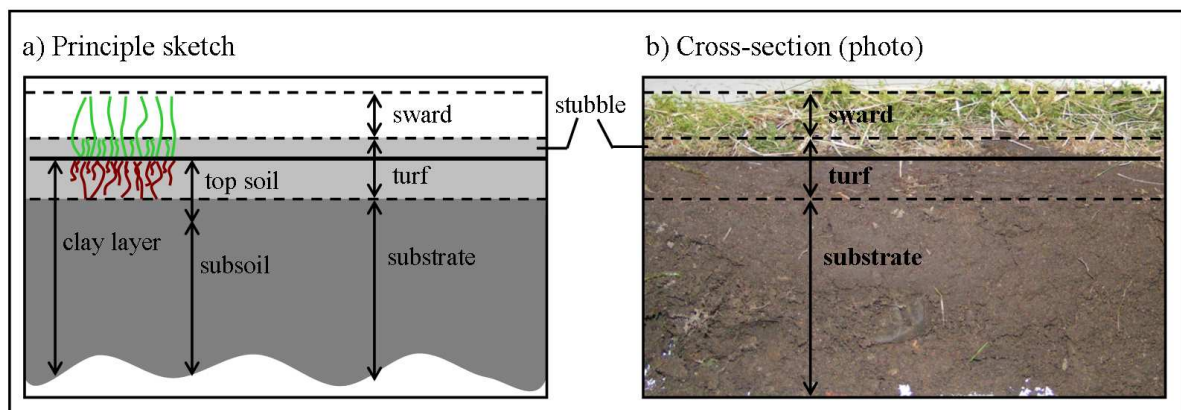 a) Principle sketch
sward
top soil
turf
clay layer
subsoil
substrate
stubble
b) Cross-section (photo)
sward
turf
substrate